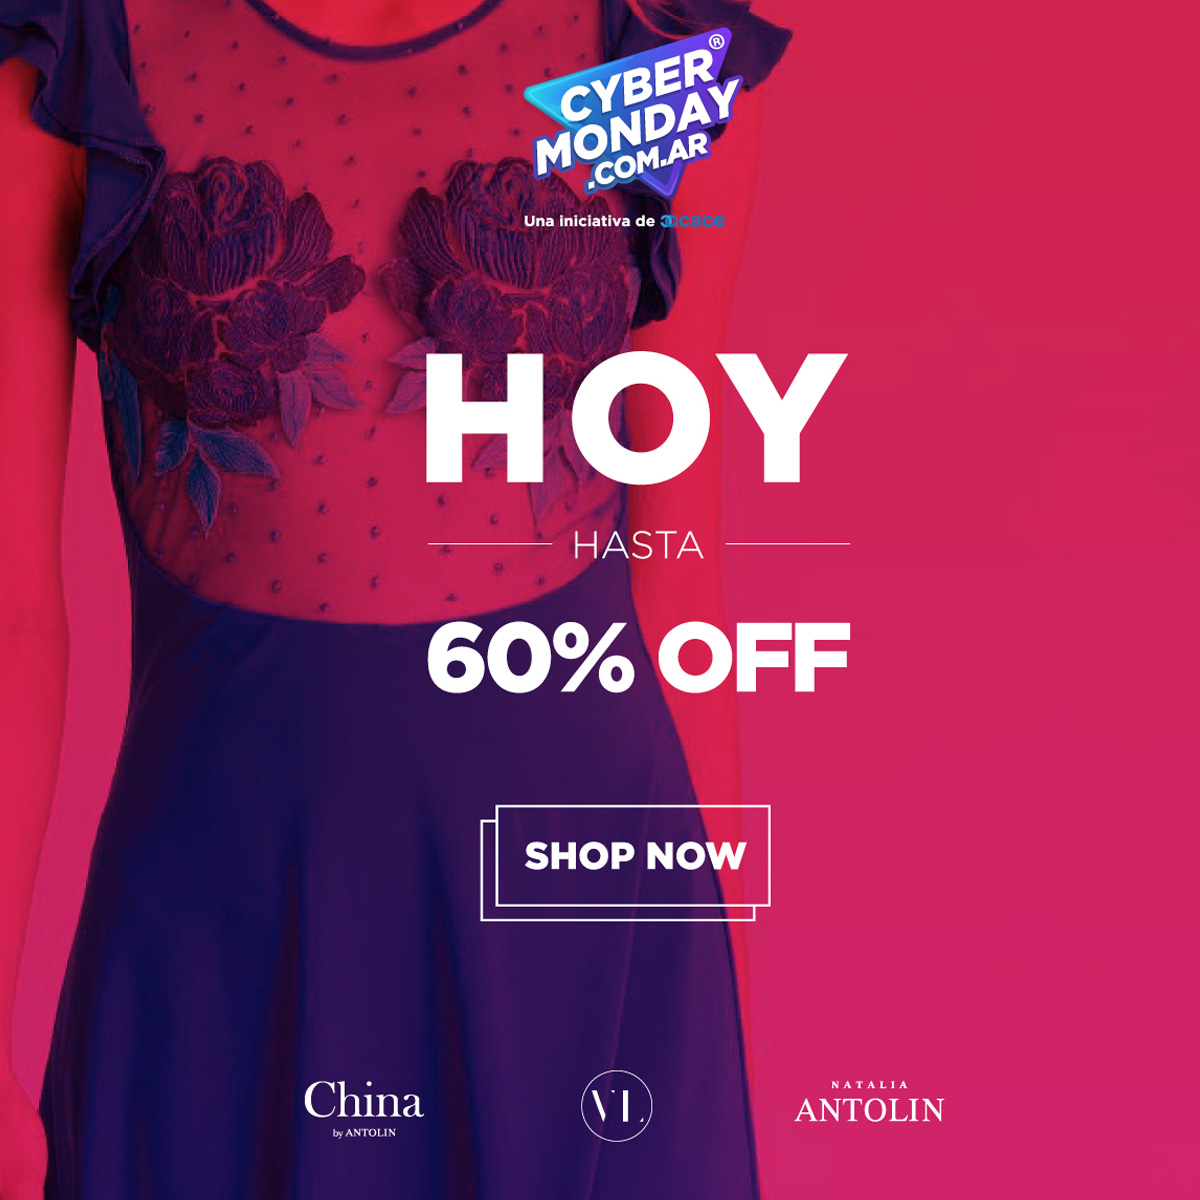 CYBER®
MONDAY
.COM.AR
Una iniciativa de cace
HOY
HASTA
60% OFF
SHOP NOW
China
by ANTOLIN
VL
NATALIA
ANTOLIN